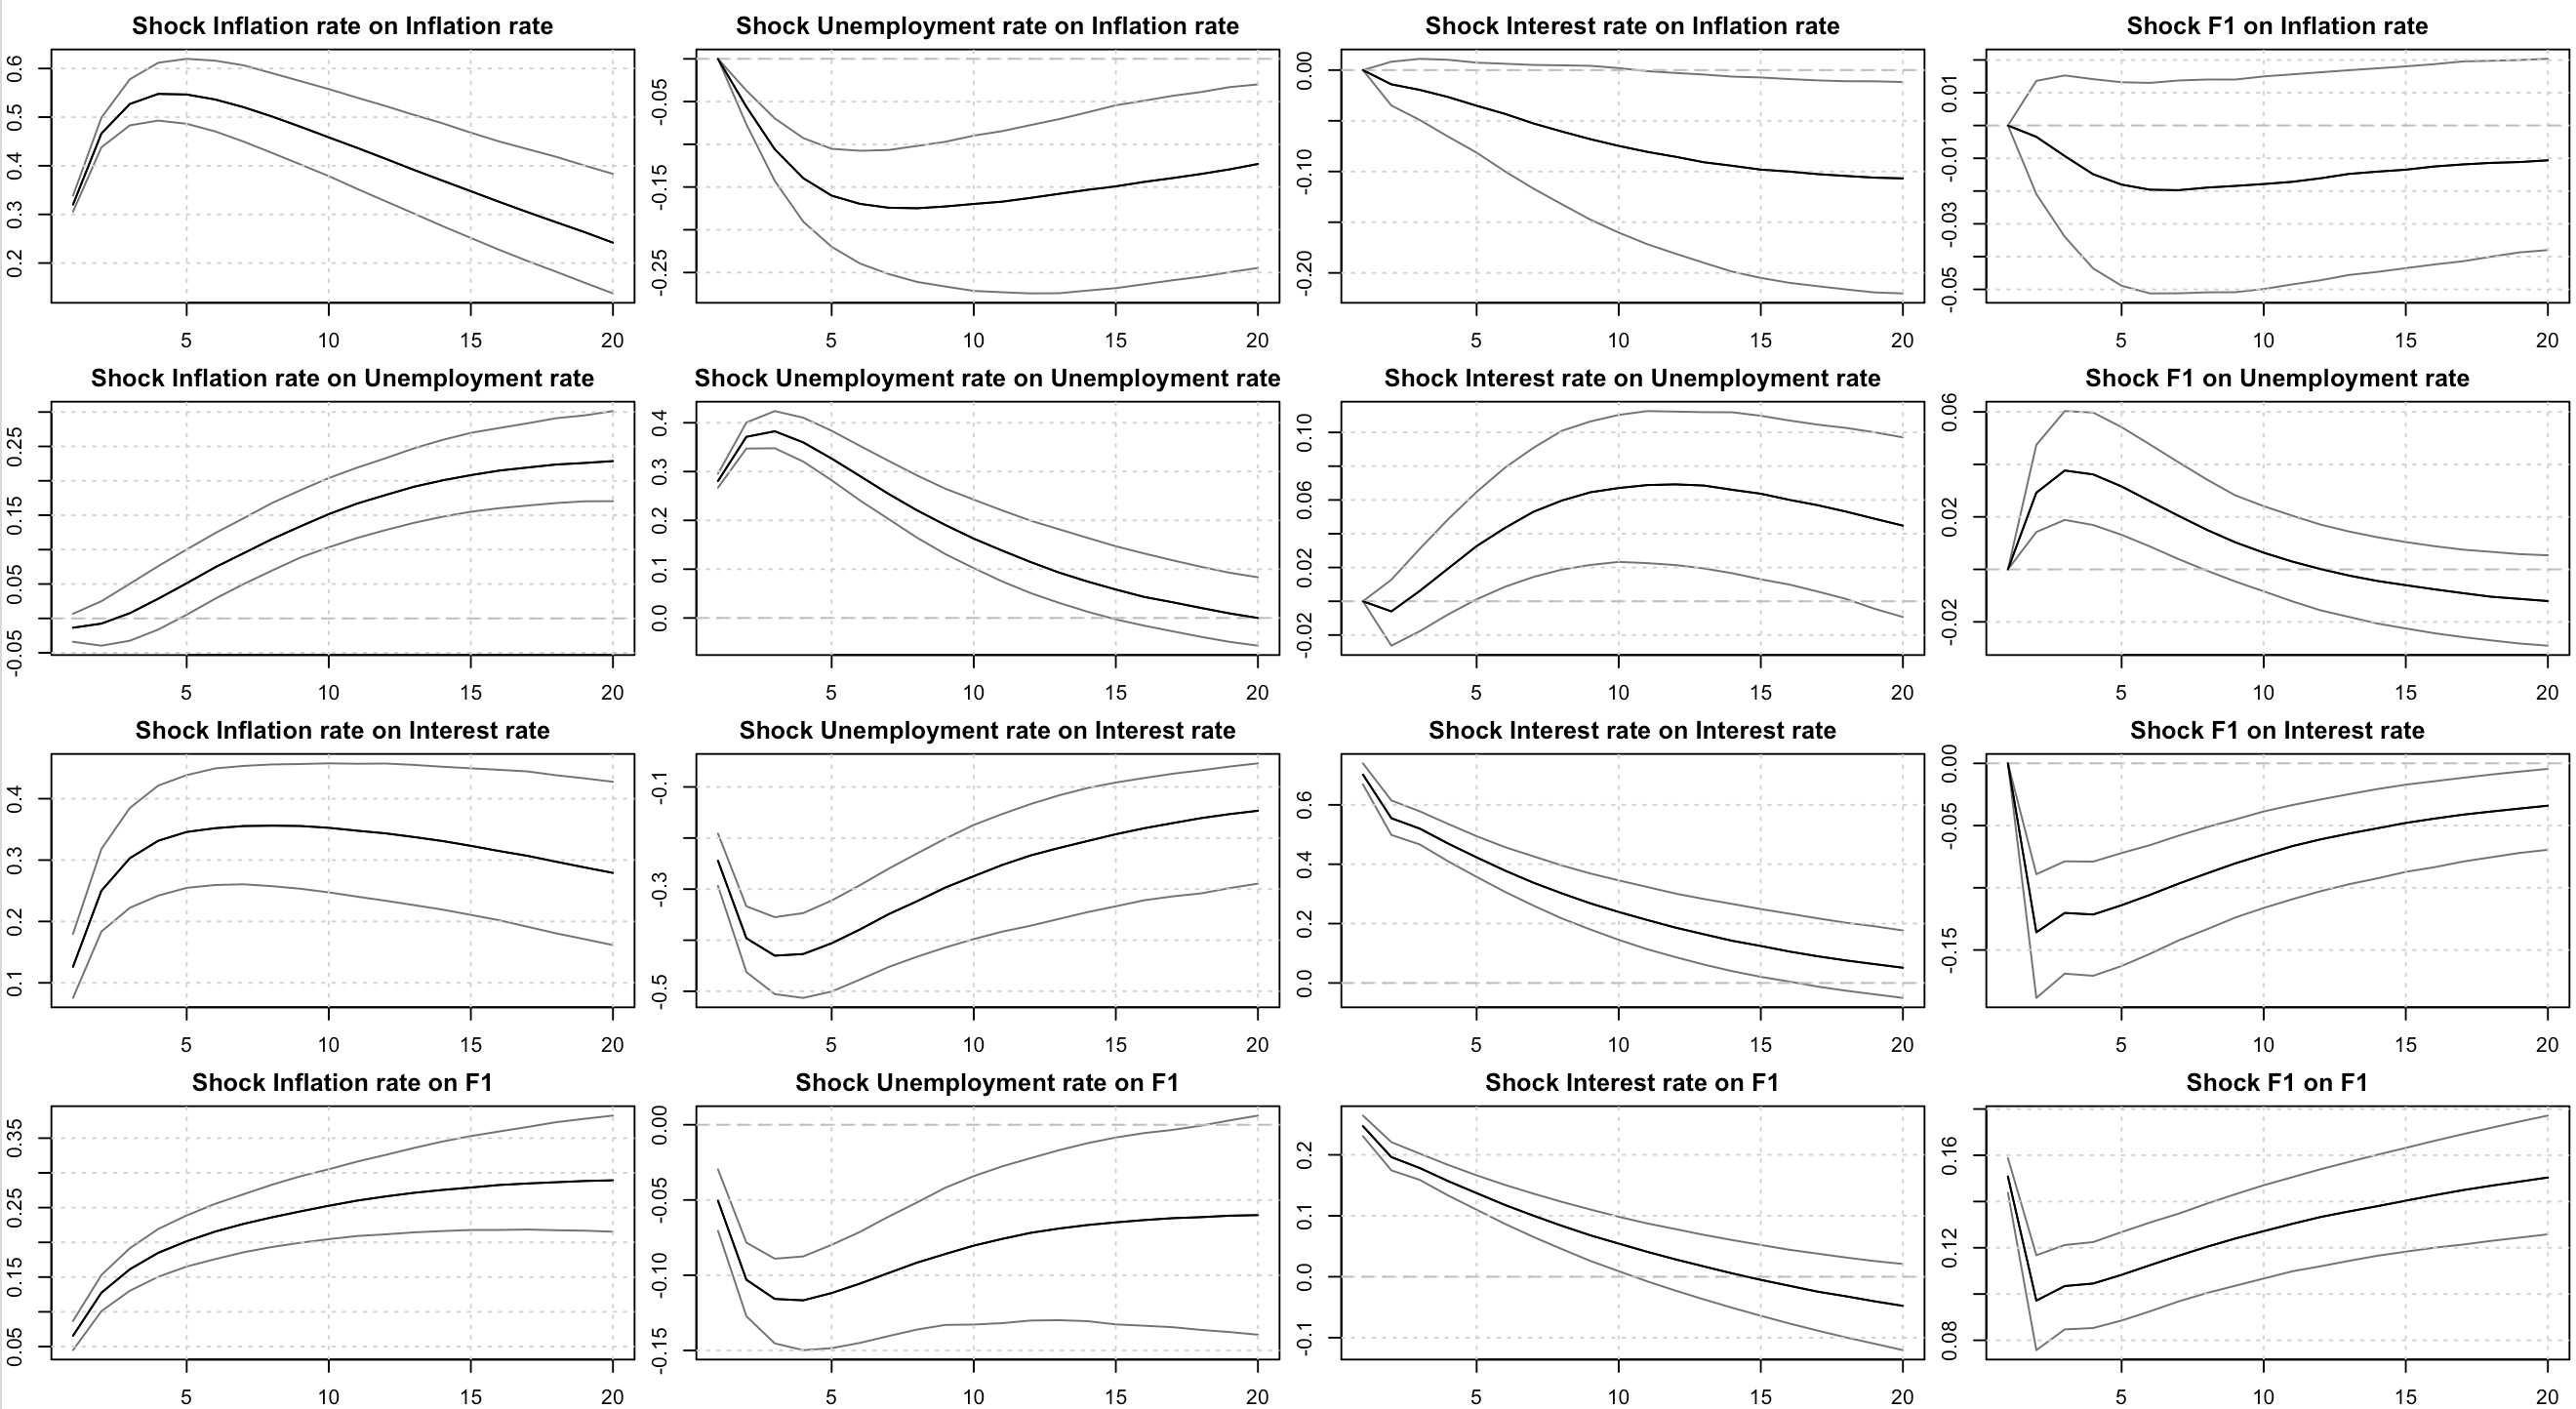 Shock Inflation rate on Inflation rate
0.2 0.3 0.4 0.5 0.6
5 10 15 20
Shock Unemployment rate on Inflation rate
-0.25 -0.15 -0.05
5 10 15 20
Shock Interest rate on Inflation rate
-0.20 -0.10 0.00
5 10 15 20
Shock F1 on Inflation rate
-0.05 -0.03 -0.01 0.01
5 10 15 20
Shock Inflation rate on Unemployment rate
-0.05 0.05 0.15 0.25
5 10 15 20
Shock Unemployment rate on Unemployment rate
0.0 0.1 0.2 0.3 0.4
5 10 15 20
Shock Interest rate on Unemployment rate
-0.02 0.02 0.06 0.10
5 10 15 20
Shock F1 on Unemployment rate
-0.02 0.02 0.06
5 10 15 20
Shock Inflation rate on Interest rate
0.1 0.2 0.3 0.4
5 10 15 20
Shock Unemployment rate on Interest rate
-0.5 -0.3 -0.1
5 10 15 20
Shock Interest rate on Interest rate
0.0 0.2 0.4 0.6
5 10 15 20
Shock F1 on Interest rate
-0.15 -0.05 0.00
5 10 15 20
Shock Inflation rate on F1
0.05 0.15 0.25 0.35
5 10 15 20
Shock Unemployment rate on F1
-0.15 -0.10 -0.05 0.00
5 10 15 20
Shock Interest rate on F1
-0.1 0.0 0.1 0.2
5 10 15 20
Shock F1 on F1
0.08 0.12 0.16
5 10 15 20